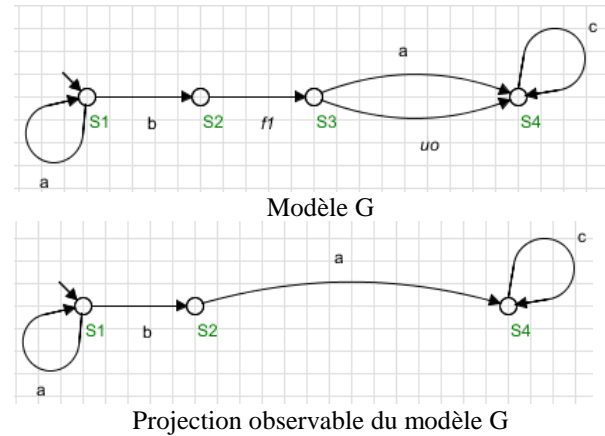 a
c
S1
b
S2
f1
S3
uo
S4
a
Modèle G
a
c
S1
b
S2
S4
a
Projection observable du modèle G